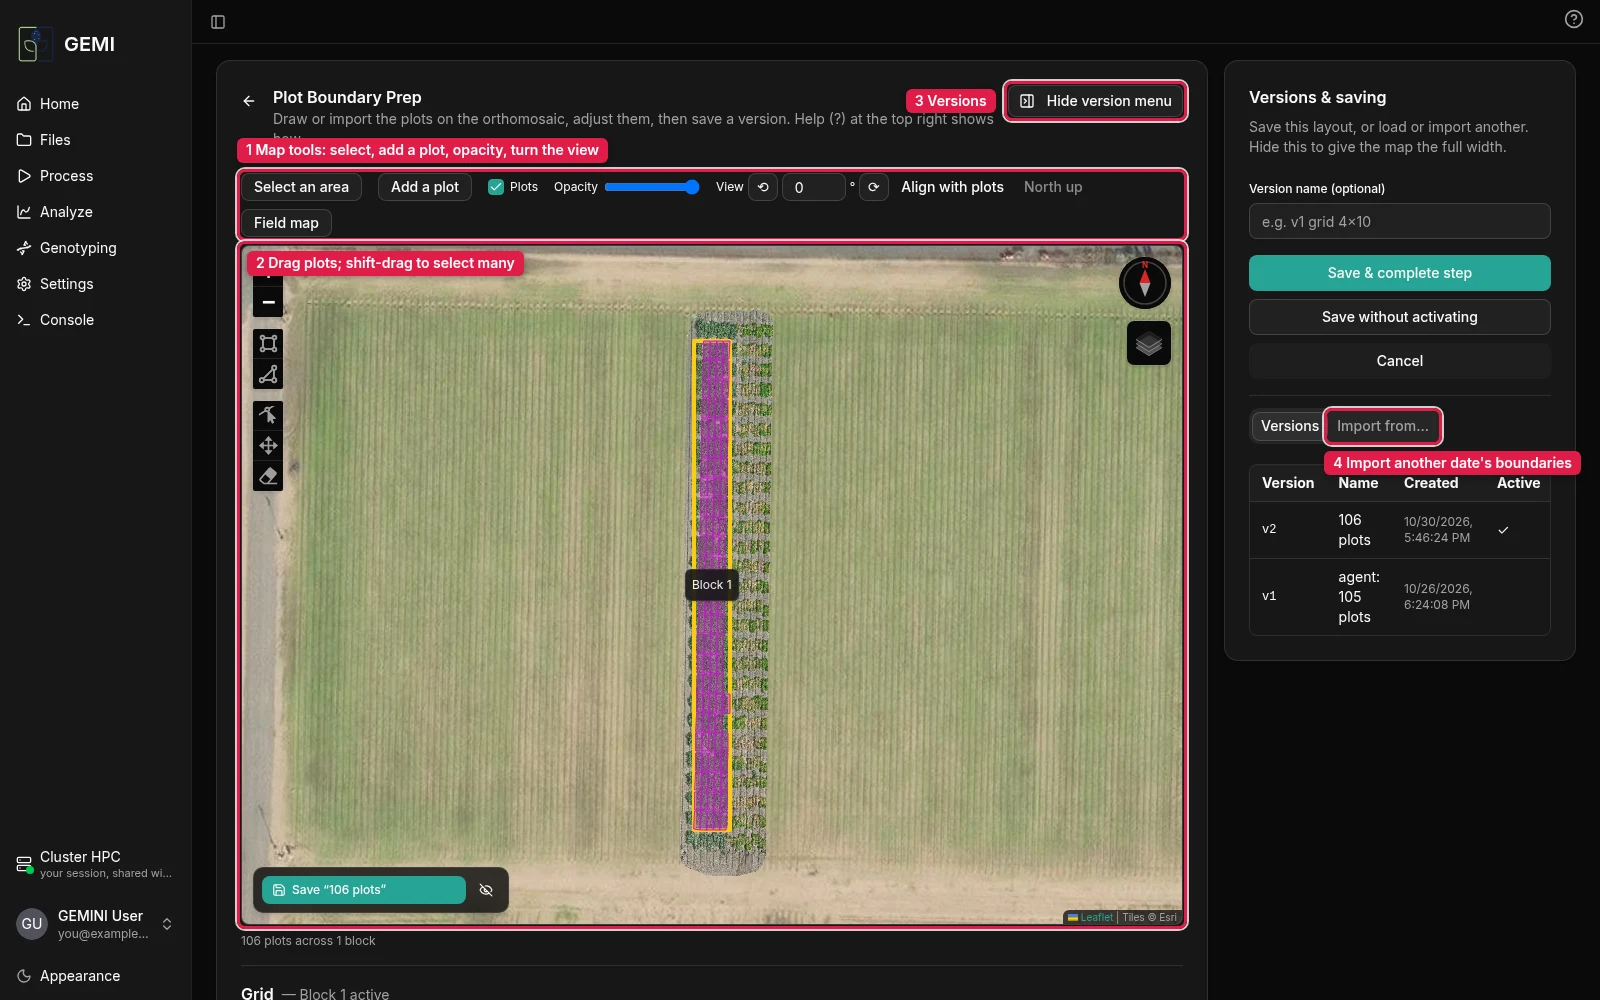 GEMI
Home
Files
Process
Analyze
Genotyping
Settings
Console
Cluster HPC
your session, shared wi...
GU
GEMINI User
you@example...
Appearance
Plot Boundary Prep
Draw or import the plots on the orthomosaic, adjust them, then save a version. Help (?) at the top right shows
how
3 Versions
Hide version menu
1 Map tools: select, add a plot, opacity, turn the view
Select an area
Add a plot
Plots
Opacity
View
0
°
Align with plots
North up
Field map
2 Drag plots; shift-drag to select many
N
Block 1
Save “106 plots”
Leaflet | Tiles © Esri
106 plots across 1 block
Grid — Block 1 active
Versions & saving
Save this layout, or load or import another.
Hide this to give the map the full width.
Version name (optional)
e.g. v1 grid 4×10
Save & complete step
Save without activating
Cancel
Versions
Import from...
4 Import another date's boundaries
Version Name Created Active
v2
106
plots
10/30/2026,
5:46:24 PM
v1
agent:
105
plots
10/26/2026,
6:24:08 PM